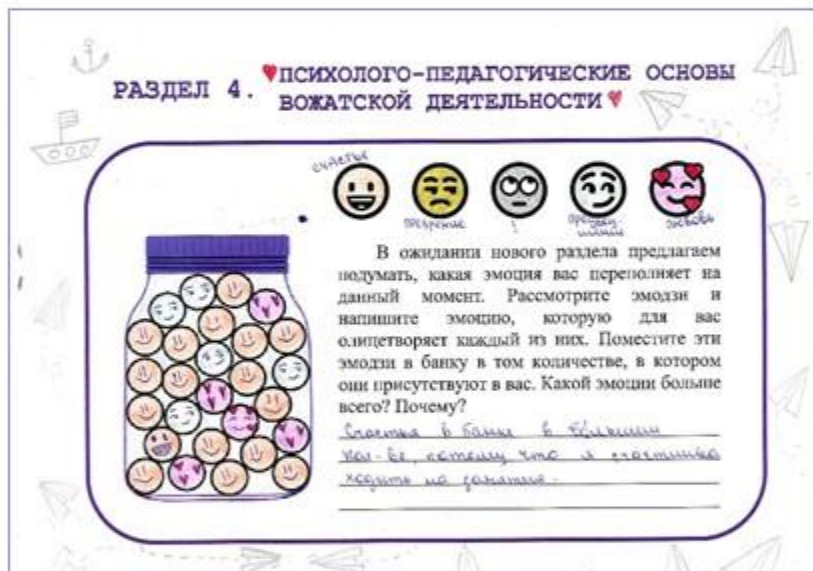 РАЗДЕЛ 4.
ПСИХОЛОГО-ПЕДАГОГИЧЕСКИЕ ОСНОВЫ
ВОЖАТСКОЙ ДЕЯТЕЛЬНОСТИ
счастье
презрение
!
любовь
В ожидании нового раздела предлагаем
подумать, какая эмоция вас переполняет на
данный момент. Рассмотрите эмодзи и
напишите эмоцию, которую для вас
олицетворяет каждый из них. Поместите эти
эмодзи в банку в том количестве, в котором
они присутствуют в вас. Какой эмоции больше
всего? Почему?
Счастья в банке в большем
кол-ве, потому что я счастлива
ходить на занятия.